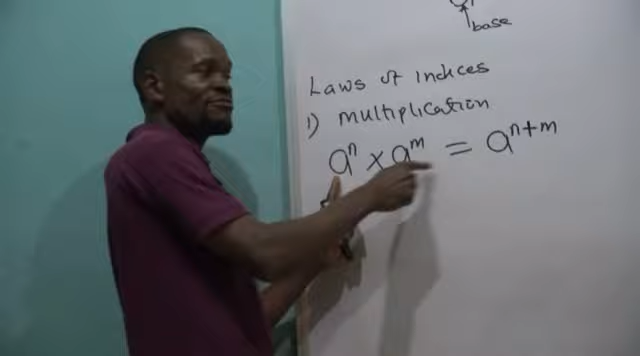 base
Laws of Indices
1) Multiplication
aⁿ × aᵐ = aⁿ⁺ᵐ